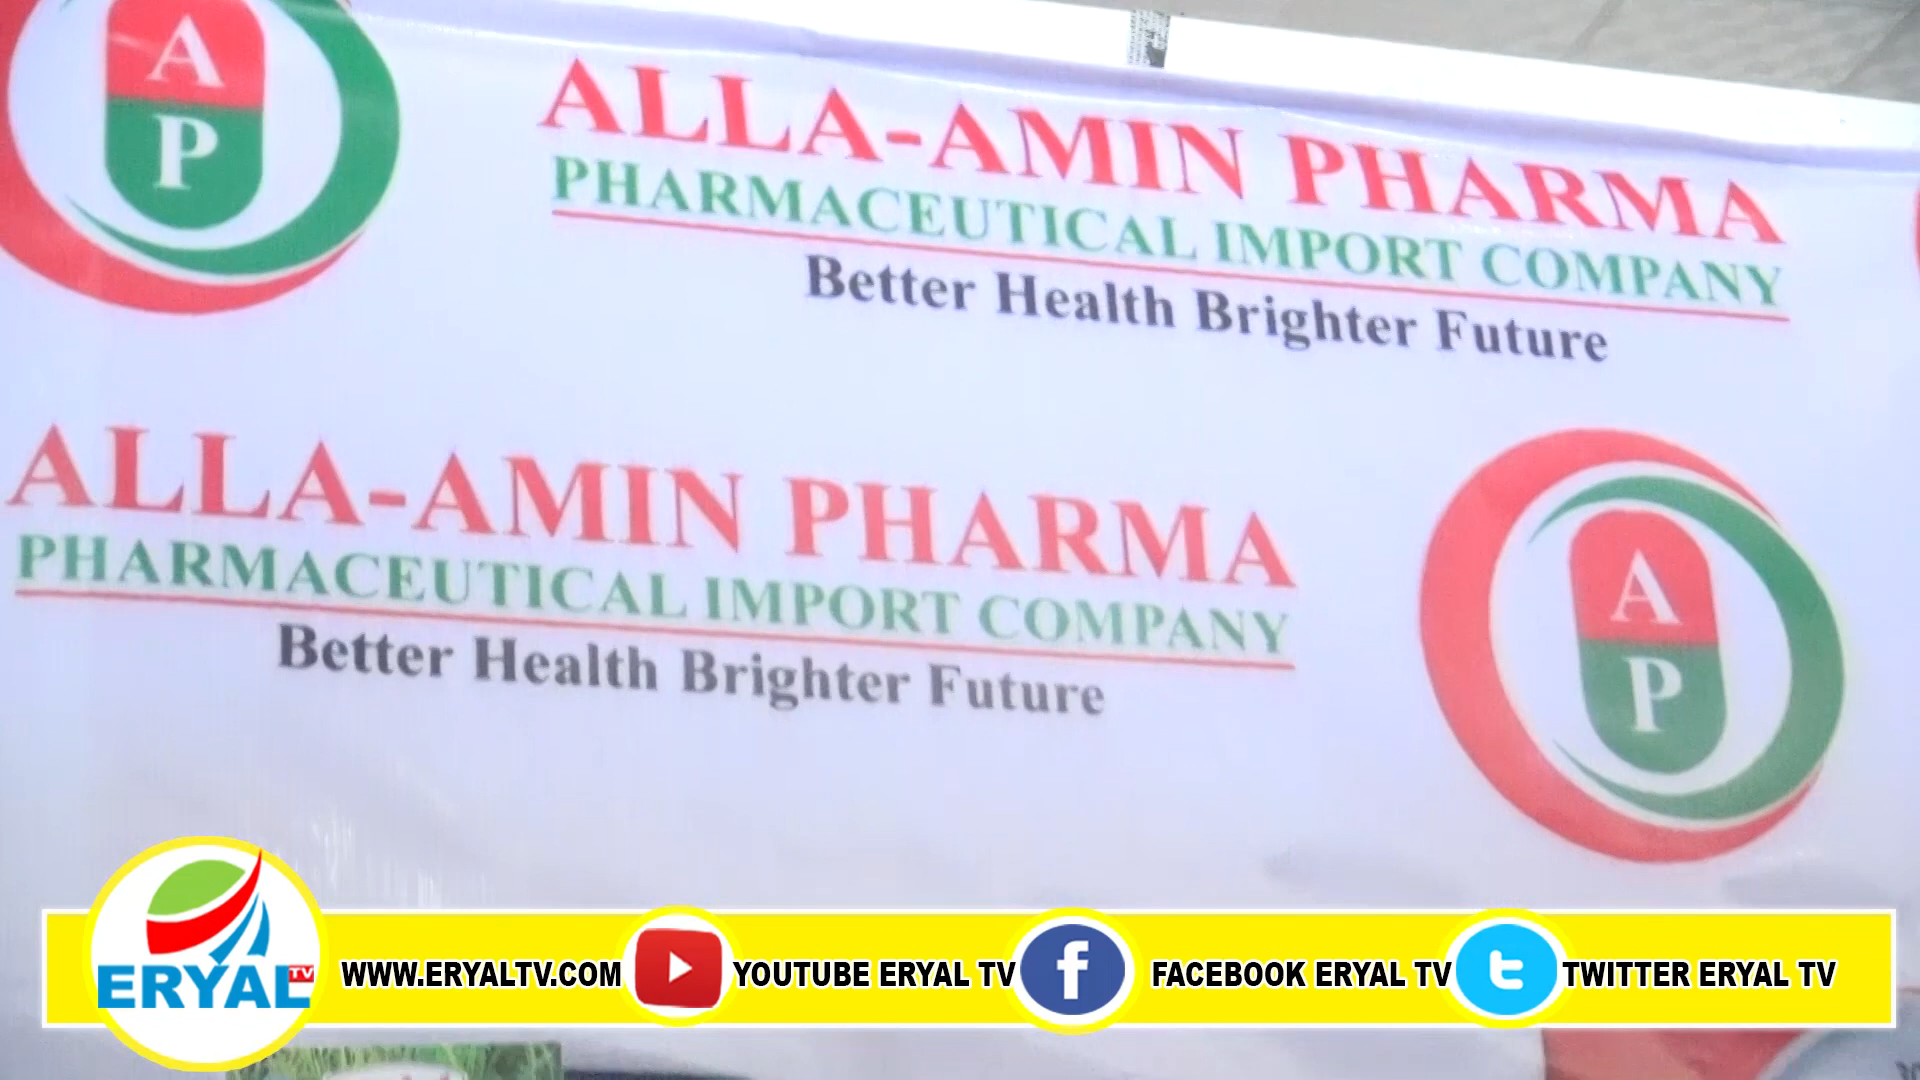 A
P
ALLA-AMIN PHARMA
PHARMACEUTICAL IMPORT COMPANY
Better Health Brighter Future
ALLA-AMIN PHARMA
PHARMACEUTICAL IMPORT COMPANY
Better Health Brighter Future
A
P
ERYAL TV
WWW.ERYALTV.COM
YOUTUBE ERYAL TV
FACEBOOK ERYAL TV
TWITTER ERYAL TV